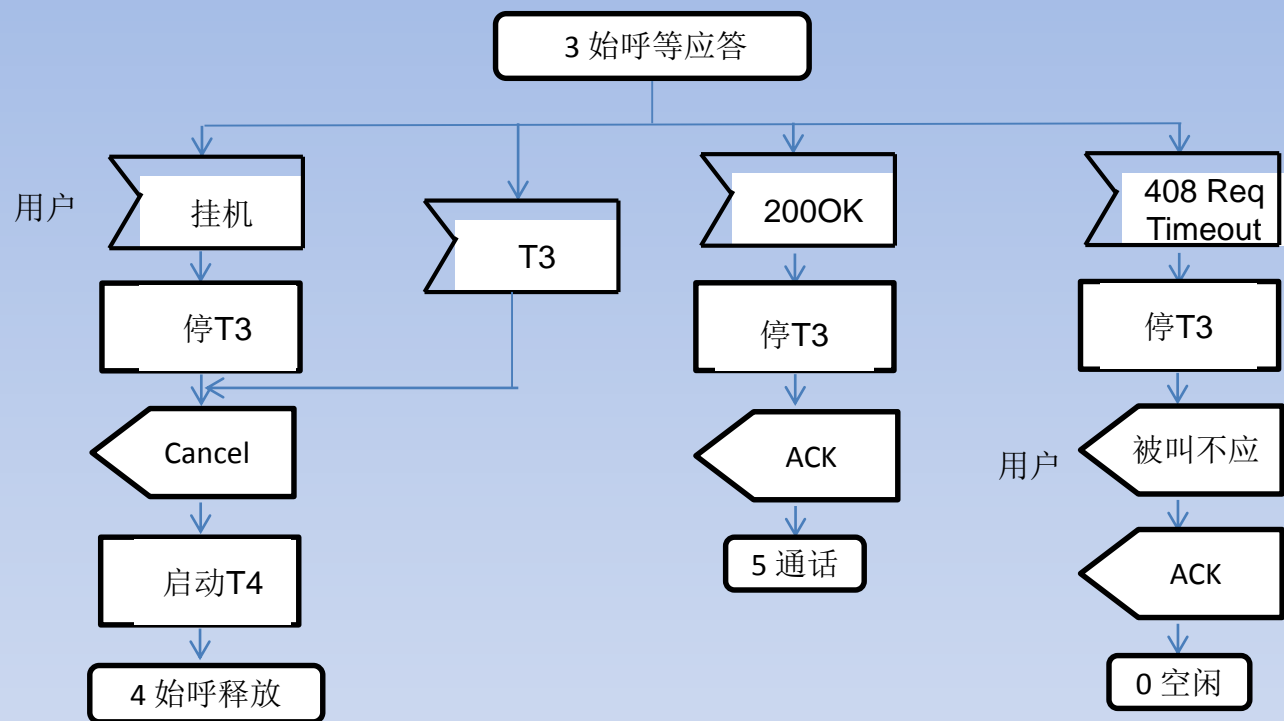 3 始呼等应答
用户
挂机
T3
200OK
408 Req
Timeout
停T3
停T3
停T3
Cancel
ACK
用户
被叫不应
启动T4
5 通话
ACK
4 始呼释放
0 空闲